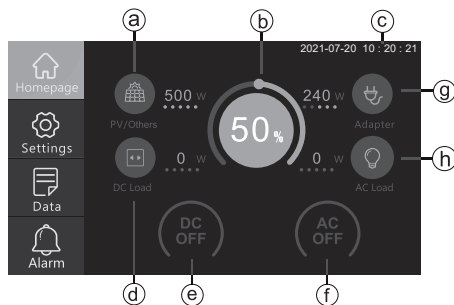 a
b
c
2021-07-20 10 : 20 : 21
Homepage
500 W
240 W
g
PV/Others
50 %
Adapter
Settings
0 W
0 W
h
DC Load
AC Load
Data
DC
OFF
AC
OFF
Alarm
d
e
f